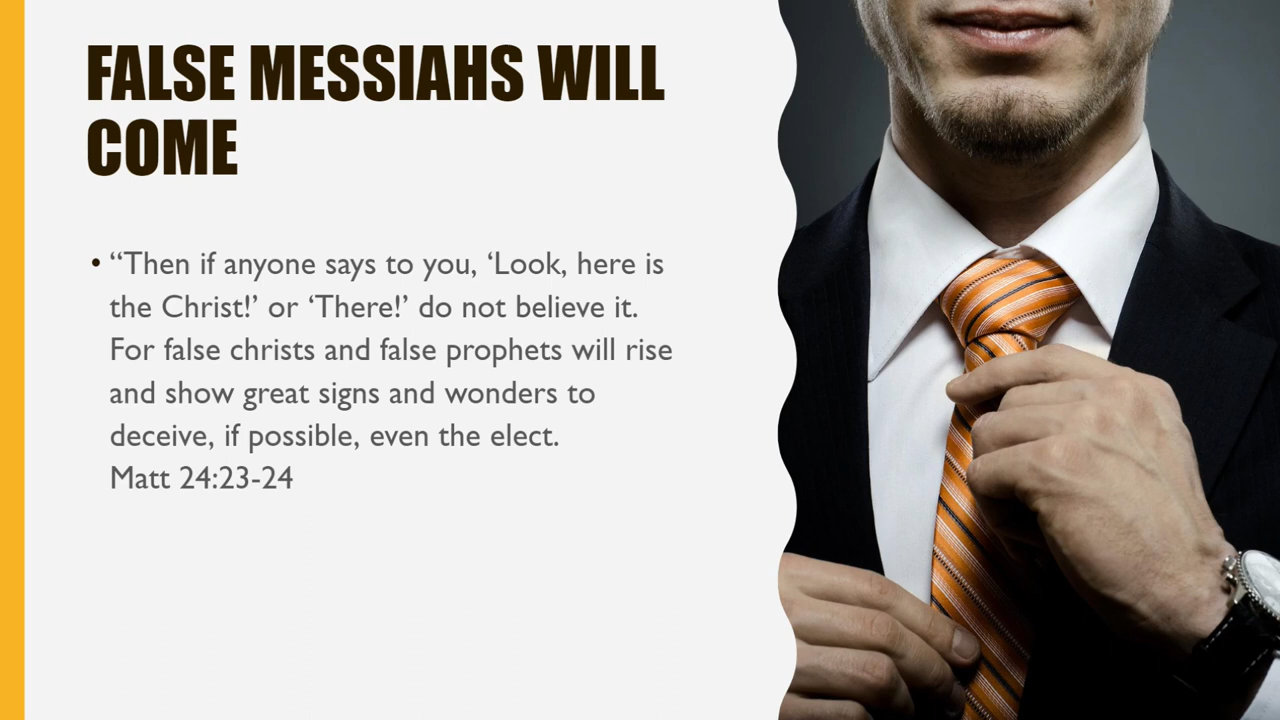 FALSE MESSIAHS WILL
COME
• “Then if anyone says to you, ‘Look, here is
the Christ!’ or ‘There!’ do not believe it.
For false christs and false prophets will rise
and show great signs and wonders to
deceive, if possible, even the elect.
Matt 24:23-24